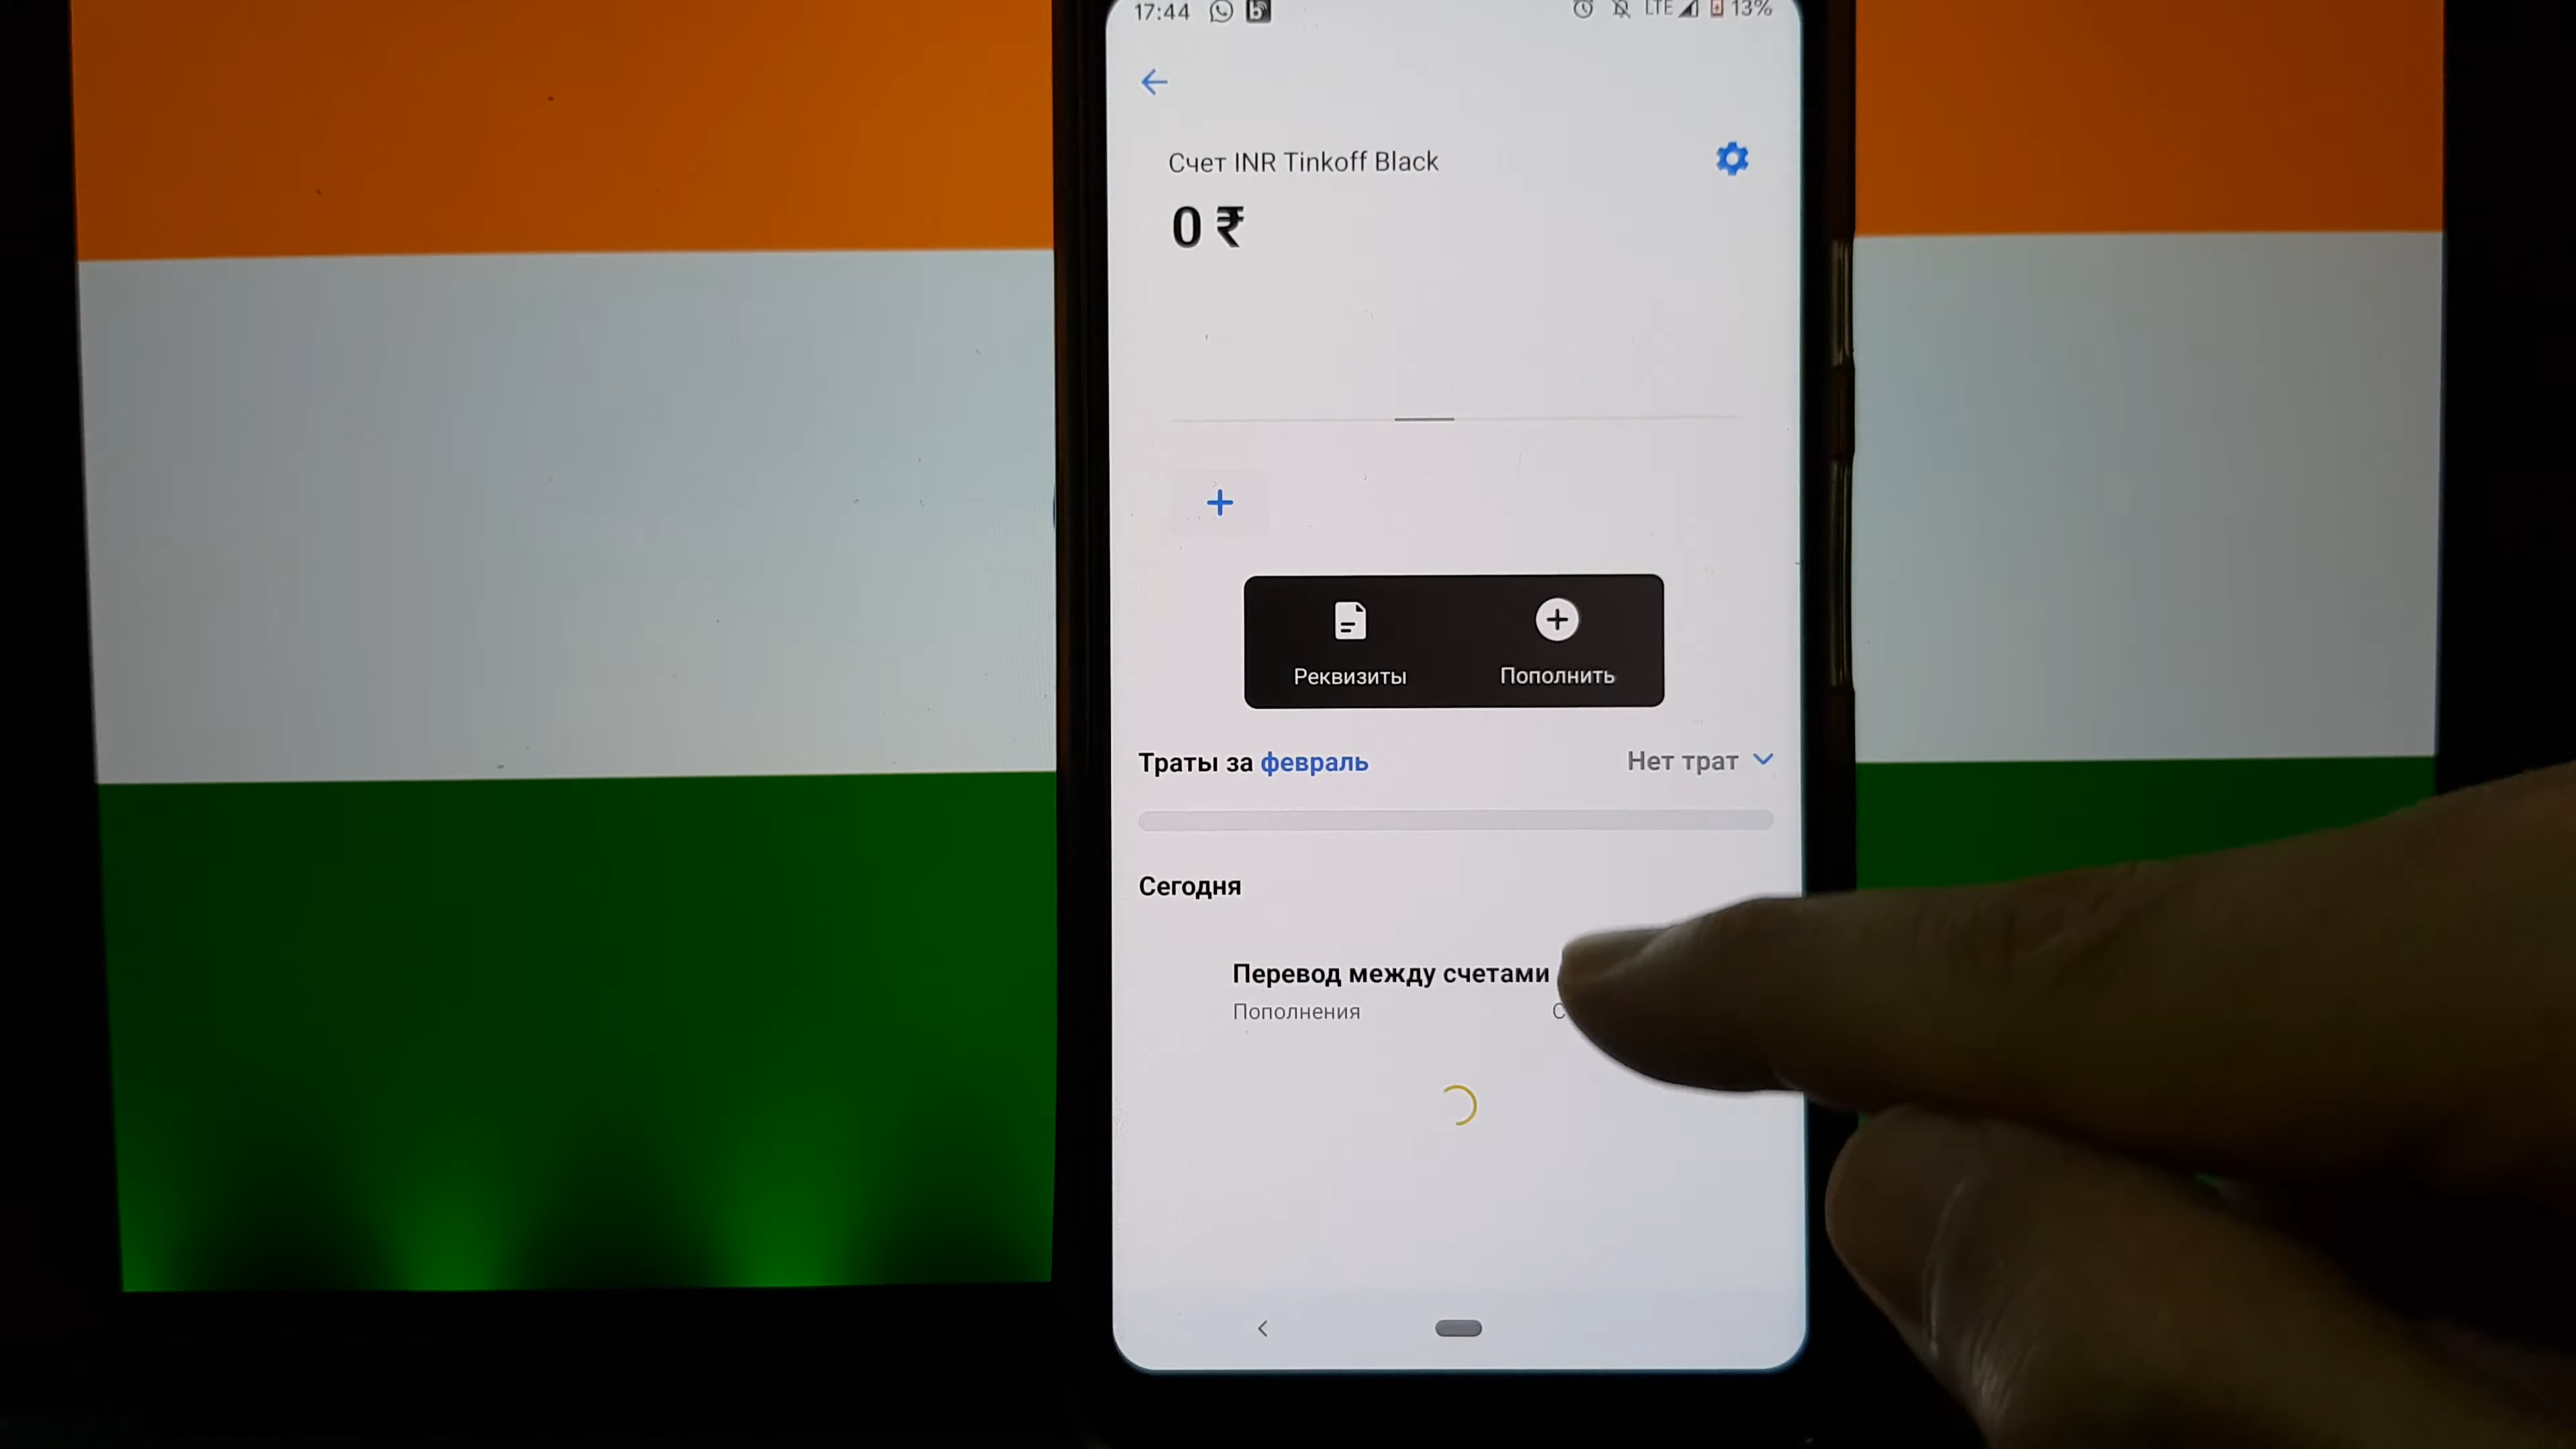 17:44 LTE 13%
Счет INR Tinkoff Black
0 ₹
Реквизиты Пополнить
Траты за февраль Нет трат
Сегодня
Перевод между счетами
Пополнения